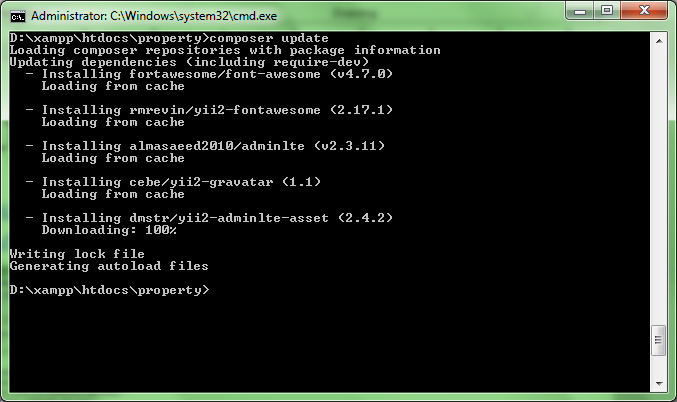 Administrator: C:\Windows\system32\cmd.exe
D:\xampp\htdocs\property>composer update
Loading composer repositories with package information
Updating dependencies (including require-dev)
  - Installing fortawesome/font-awesome (v4.7.0)
    Loading from cache
  - Installing rmrevin/yii2-fontawesome (2.17.1)
    Loading from cache
  - Installing almasaeed2010/adminlte (v2.3.11)
    Loading from cache
  - Installing cebe/yii2-gravatar (1.1)
    Loading from cache
  - Installing dmstr/yii2-adminlte-asset (2.4.2)
    Downloading: 100%
Writing lock file
Generating autoload files
D:\xampp\htdocs\property>